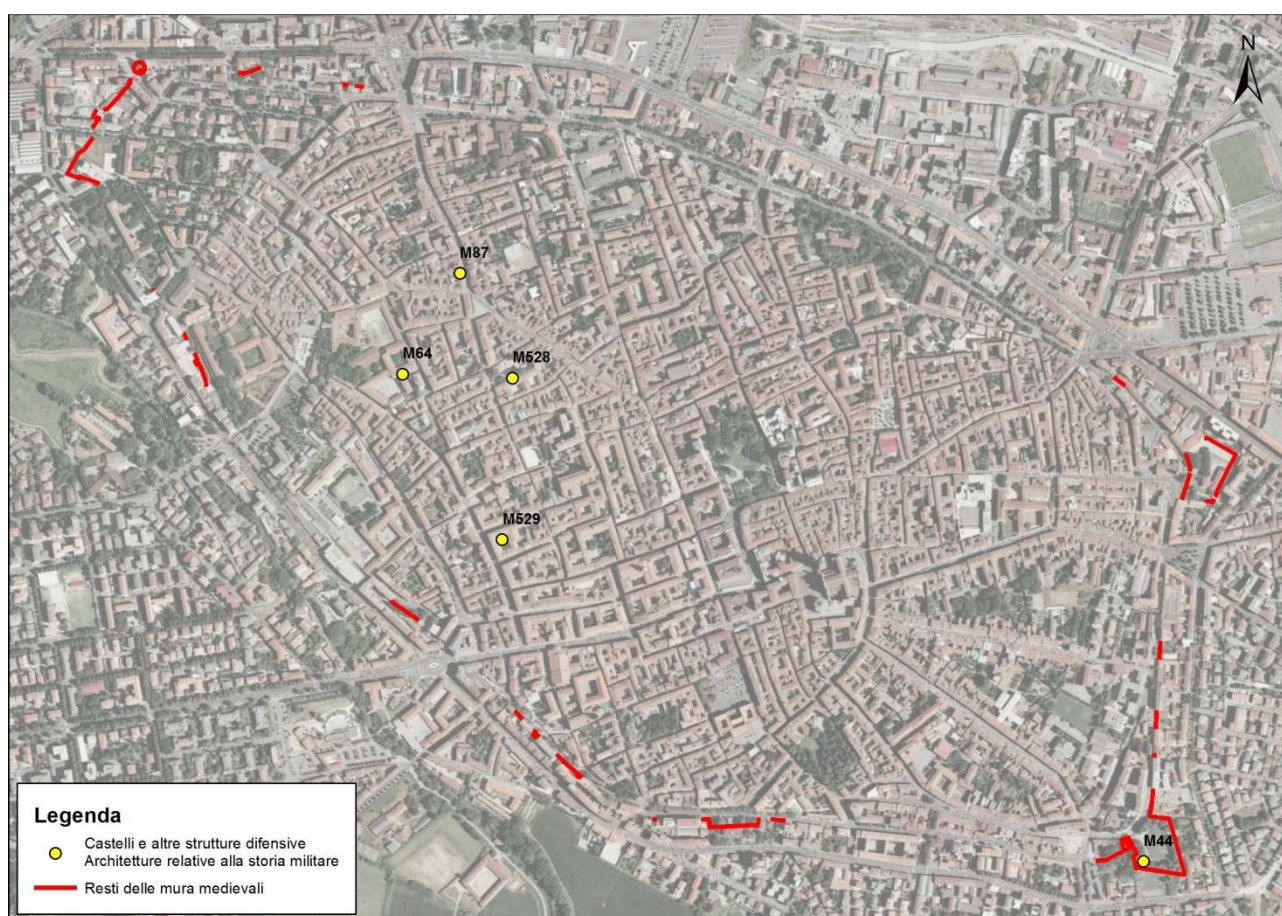 N
M87
M64
M528
M529
M44
Legenda
Castelli e altre strutture difensive
Architetture relative alla storia militare
Resti delle mura medievali